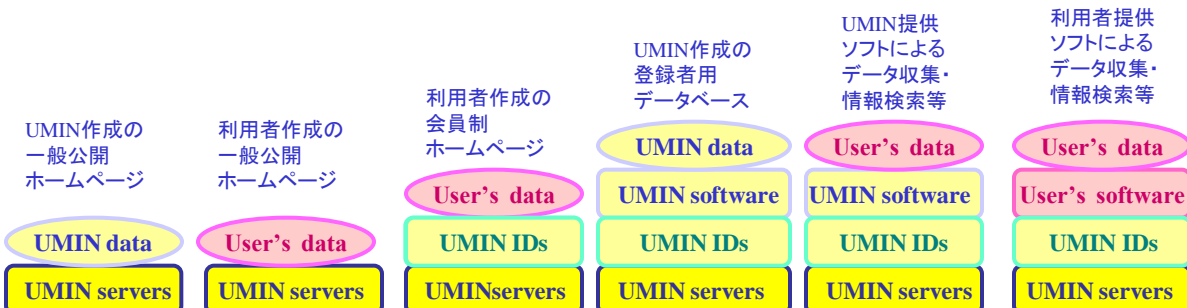 UMIN作成の
一般公開
ホームページ
UMIN data
UMIN servers
利用者作成の
一般公開
ホームページ
User's data
UMIN servers
利用者作成の
会員制
ホームページ
User's data
UMIN IDs
UMINservers
UMIN作成の
登録者用
データベース
UMIN data
UMIN software
UMIN IDs
UMIN servers
UMIN提供
ソフトによる
データ収集・
情報検索等
User's data
UMIN software
UMIN IDs
UMIN servers
利用者提供
ソフトによる
データ収集・
情報検索等
User's data
User's software
UMIN IDs
UMIN servers